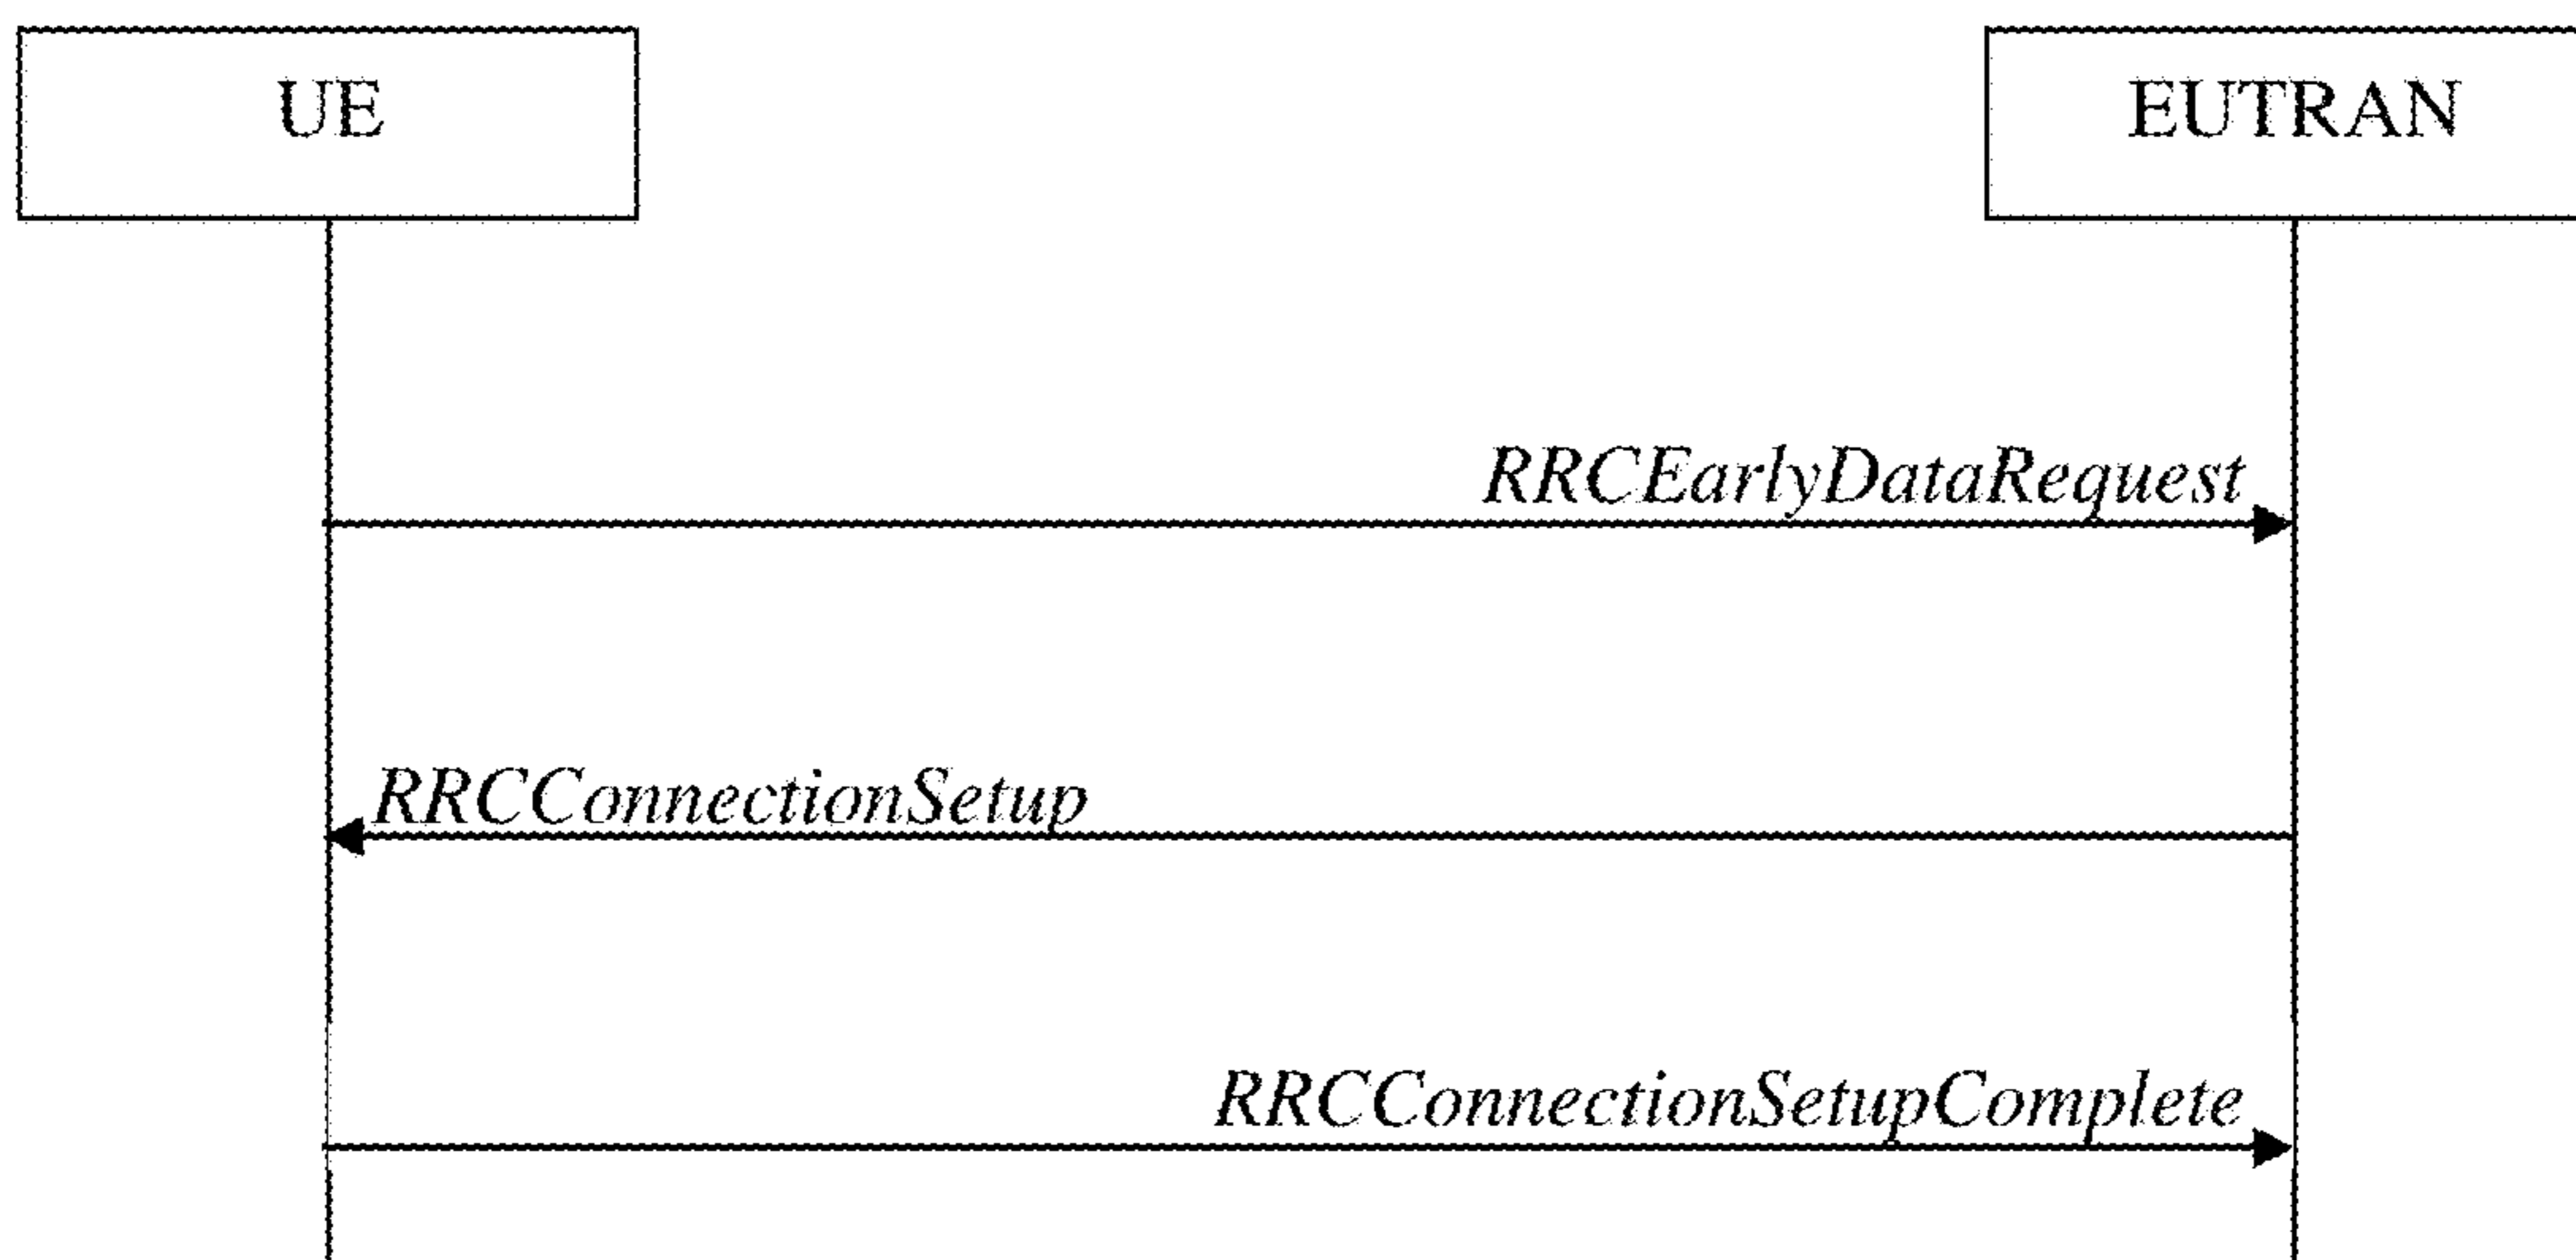 UE
EUTRAN
RRCEarlyDataRequest
RRCConnectionSetup
RRCConnectionSetupComplete